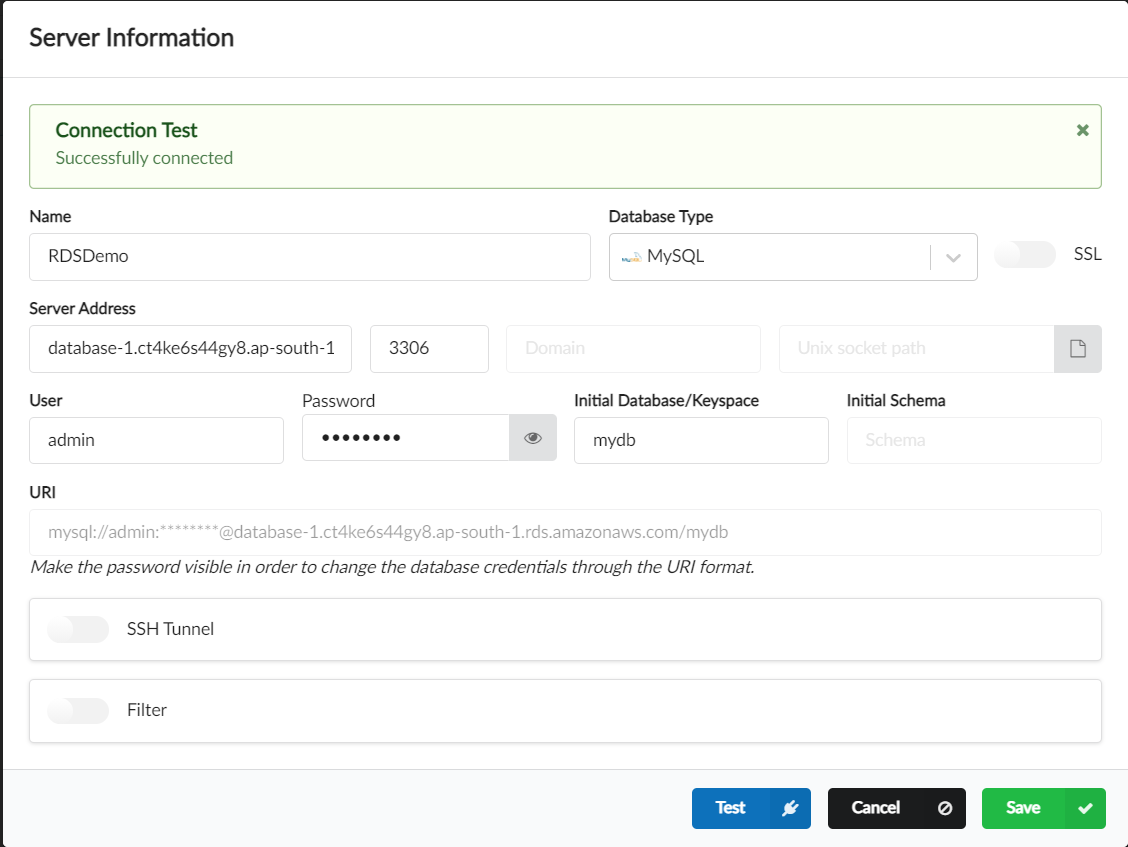 Server Information
Connection Test
Successfully connected
Name
Database Type
RDSDemo
MySQL
SSL
Server Address
database-1.ct4ke6s44gy8.ap-south-1
3306
Domain
Unix socket path
User
Password
Initial Database/Keyspace
Initial Schema
admin
••••••••
mydb
Schema
URI
mysql://admin:********@database-1.ct4ke6s44gy8.ap-south-1.rds.amazonaws.com/mydb
Make the password visible in order to change the database credentials through the URI format.
SSH Tunnel
Filter
Test
Cancel
Save